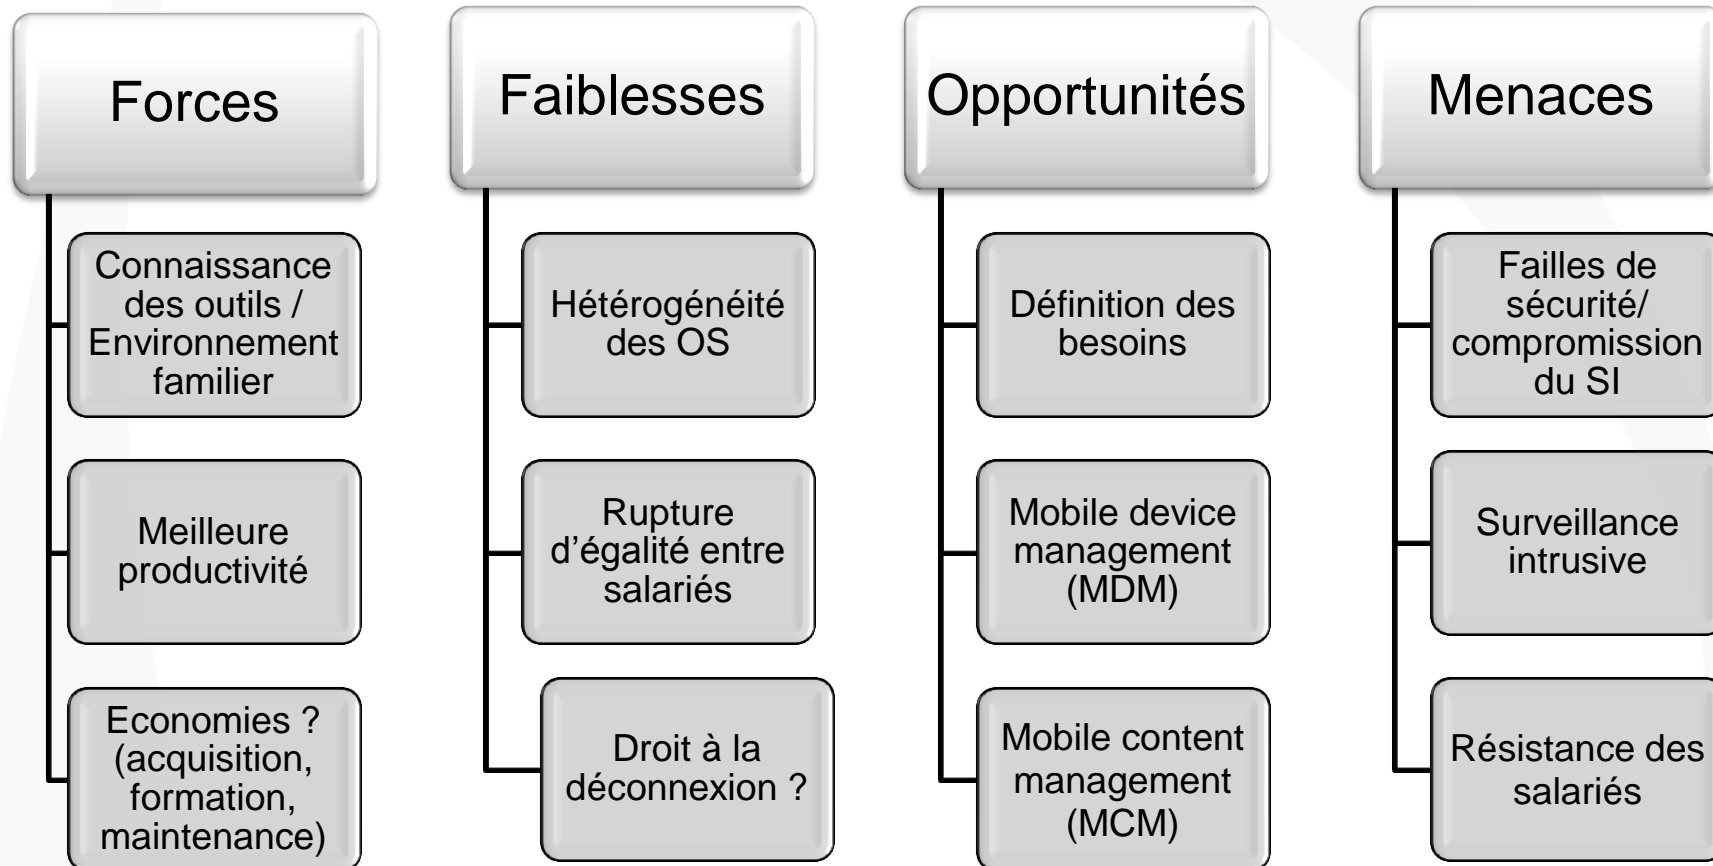 Forces
Connaissance
des outils /
Environnement
familier
Meilleure
productivité
Economies ?
(acquisition,
formation,
maintenance)
Faiblesses
Hétérogénéité
des OS
Rupture
d’égalité entre
salariés
Droit à la
déconnexion ?
Opportunités
Définition des
besoins
Mobile device
management
(MDM)
Mobile content
management
(MCM)
Menaces
Failles de
sécurité/
compromission
du SI
Surveillance
intrusive
Résistance des
salariés